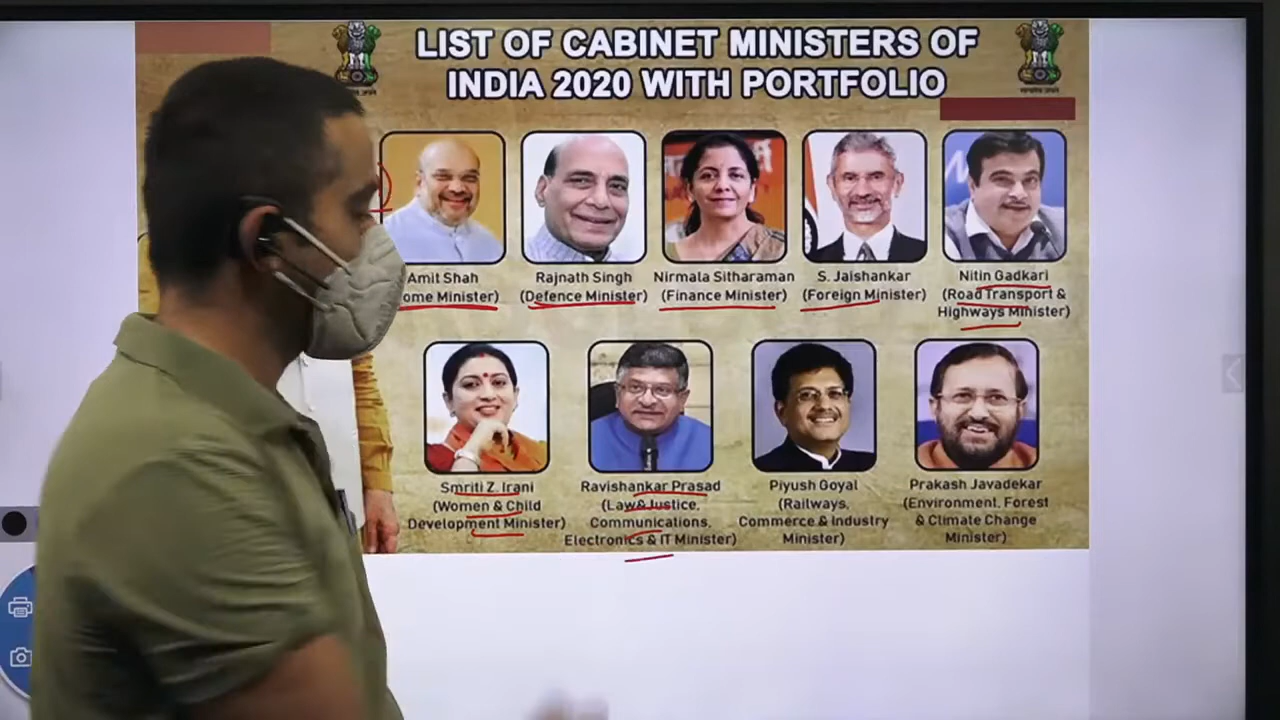 LIST OF CABINET MINISTERS OF
INDIA 2020 WITH PORTFOLIO
Amit Shah
ome Minister)
Rajnath Singh
(Defence Minister)
Nirmala Sitharaman
(Finance Minister)
S. Jaishankar
(Foreign Minister)
Nitin Gadkari
(Road Transport &
Highways Minister)
Smriti Z. Irani
(Women & Child
Development Minister)
Ravishankar Prasad
(Law& Justice,
Communications,
Electronics & IT Minister)
Piyush Goyal
(Railways,
Commerce & Industry
Minister)
Prakash Javadekar
(Environment, Forest
& Climate Change
Minister)